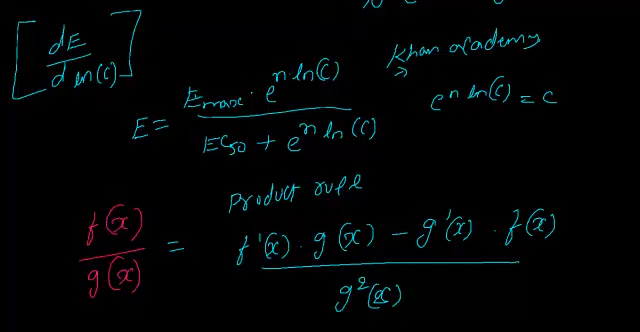 [dE / d ln(C)]
Khan academy
E = Emax · e^n·ln(C) / EC50 + e^n ln(C)
e^n ln(C) = C
Product rule
f(x) / g(x) = f'(x) · g(x) − g'(x) · f(x) / g²(x)